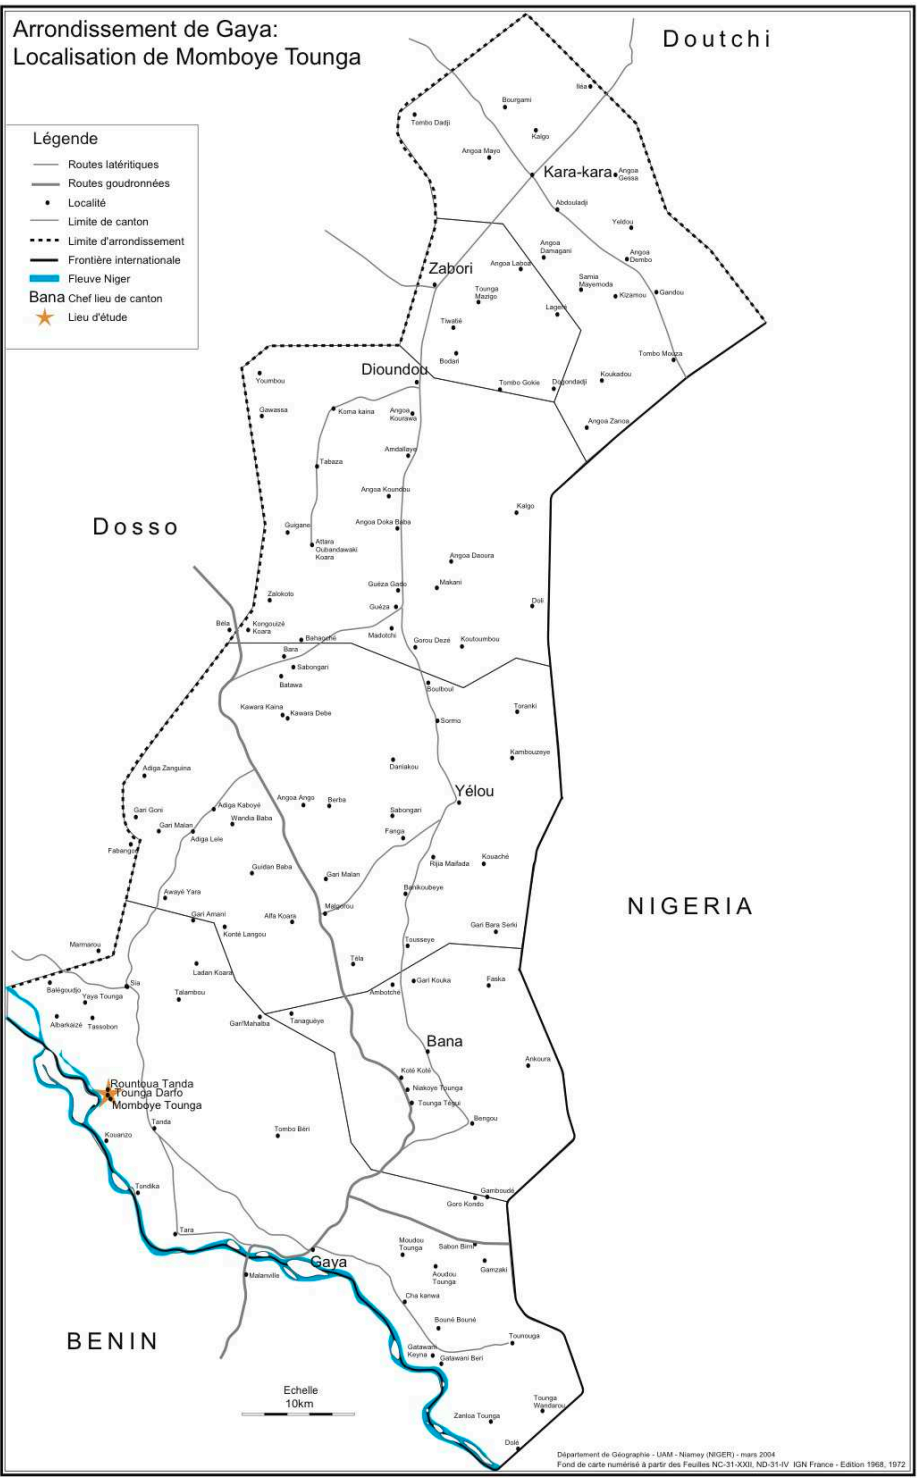 Arrondissement de Gaya:
Localisation de Momboye Tounga
Doutchi
Légende
Routes latéritiques
Routes goudronnées
Localité
Limite de canton
Limite d'arrondissement
Frontière internationale
Fleuve Niger
Bana Chef lieu de canton
Lieu d'étude
Iléa
Bourgami
Tombo Dadji
Kalgo
Angoa Mayo
Kara-kara
Angoa
Gessa
Abdouladji
Yeldou
Angoa
Damagani
Angoa
Dembo
Angoa Laboz
Zabori
Tounga
Mazigo
Samia
Mayemoda
Kizamou
Gandou
Lageré
Tiwatié
Bodari
Tombo Mouza
Dioundou
Youmbou
Tombo Gokie
Dogondadji
Koukadou
Gawassa
Koma kaina
Angoa
Kourawa
Angoa Zanoa
Amdallaye
Tabaza
Angoa Koundou
Kalgo
Dosso
Guigane
Angoa Doka Baba
Attara
Oubandawaki
Koara
Angoa Daoura
Guéza Gado
Makani
Zalokoto
Guéza
Doli
Béla
Kongouizé
Koara
Bahagché
Madotchi
Gorou Dezé
Koutoumbou
Bara
Sabongari
Batawa
Boulboul
Kawara Kaina
Kawara Debe
Toranki
Sormo
Kambouzeye
Adiga Zanguina
Daniakou
Yélou
Gari Goni
Adiga Kaboyé
Angoa Ango
Berba
Sabongari
Gari Malan
Wandia Baba
Adiga Lele
Fanga
Fabangou
Rijia Maifada
Kouaché
Guidan Baba
Gari Malan
Banikoubeye
Awayé Yara
Malgorou
NIGERIA
Gari Amani
Alfa Koara
Konté Langou
Gari Bara Serki
Marmarou
Tousseye
Téla
Ladan Koara
Sia
Balégoudjo
Yaya Tounga
Talambou
Ambotché
Gari Kouka
Faska
Albarkaizé
Tassobon
Gari'Mahalba
Tanaguéye
Bana
Ankoura
Koté Koté
Rountoua Tanda
Tounga Darfo
Momboye Tounga
Niakoye Tounga
Tounga Tégui
Bengou
Tanda
Kouanzo
Tombo Béri
Tondika
Gamboudé
Goro Kondo
Tara
Moudou
Tounga
Sabon Birni
Gaya
Gamzaki
Malanville
Aoudou
Tounga
Cha kanwa
BENIN
Bouné Bouné
Tounouga
Gatawani
Keyna
Gatawani Beri
Echelle
10km
Tounga
Wandarou
Zanloa Tounga
Dolé
Département de Géographie - UAM - Niamey (NIGER) - mars 2004
Fond de carte numérisé à partir des Feuilles NC-31-XXII, ND-31-IV IGN France - Edition 1968, 1972